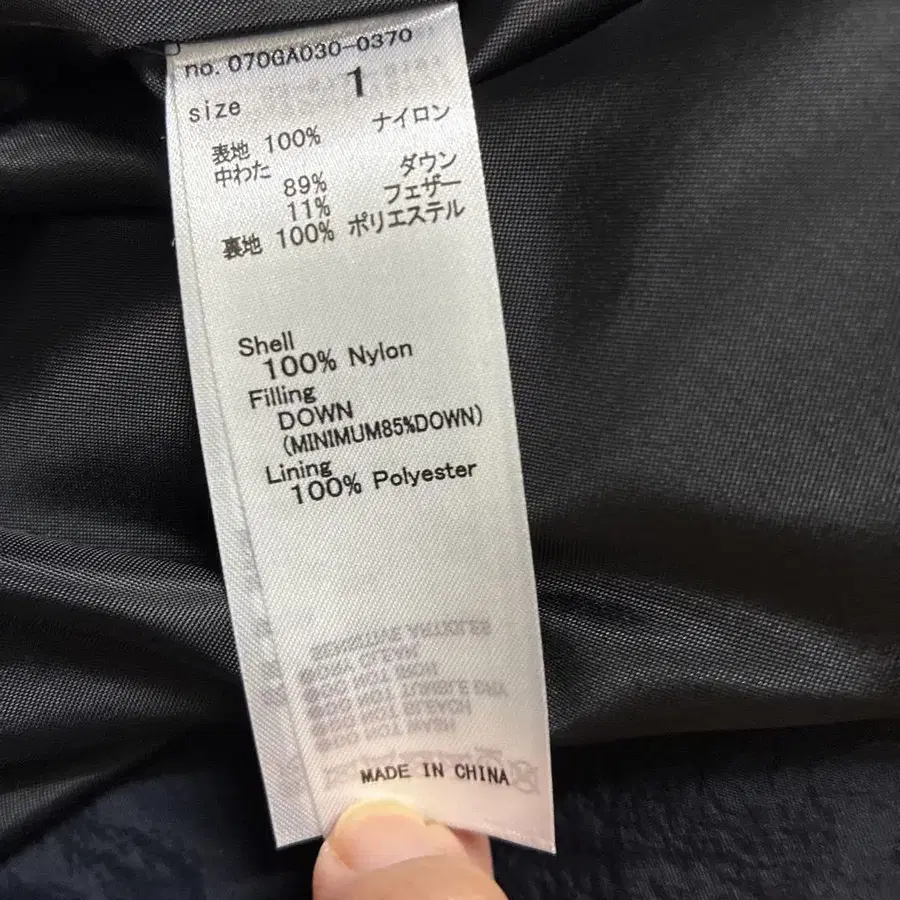 no. 070GA030-0370
size 1
表地 100% ナイロン
中わた
89% ダウン
11% フェザー
裏地 100% ポリエステル
Shell
100% Nylon
Filling
DOWN
(MINIMUM85%DOWN)
Lining
100% Polyester
MADE IN CHINA